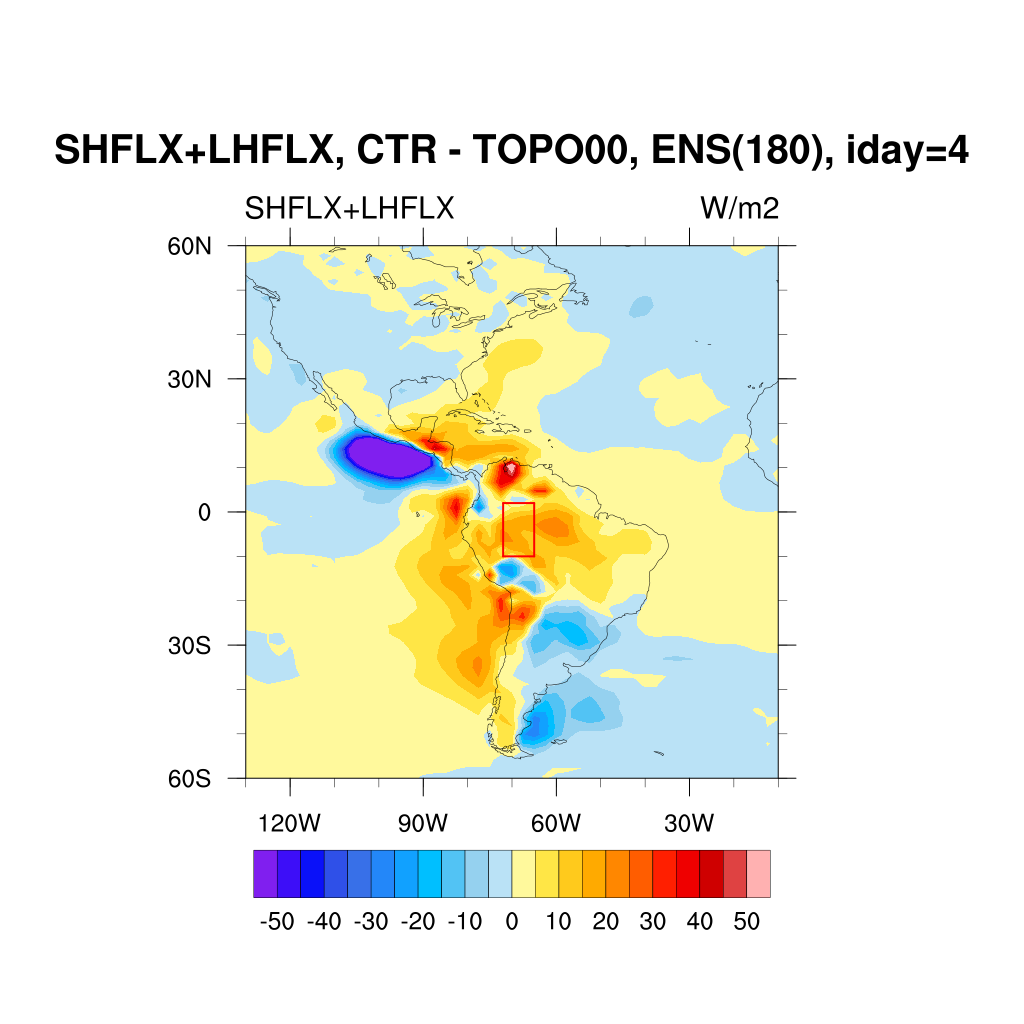 SHFLX+LHFLX, CTR - TOPO00, ENS(180), iday=4
SHFLX+LHFLX W/m2
60N
30N
0
30S
60S
120W 90W 60W 30W
-50 -40 -30 -20 -10 0 10 20 30 40 50